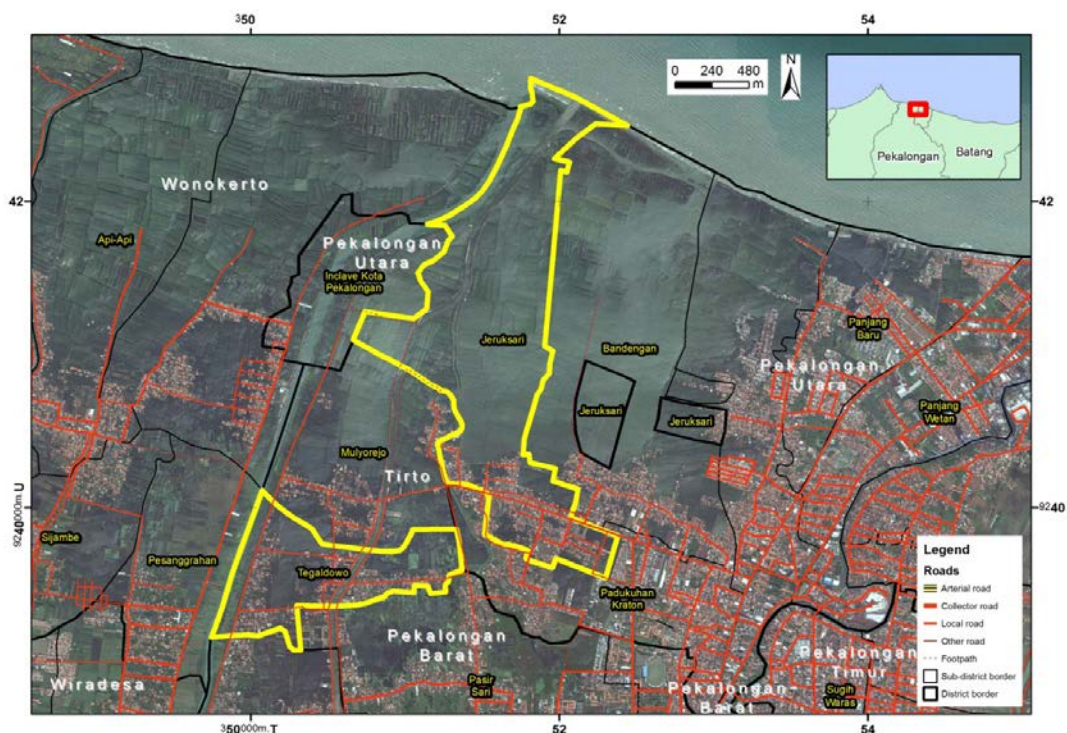 ³50
52
54
0 240 480
m
N
Pekalongan
Batang
Wonokerto
42
42
Api-Api
Pekalongan
Utara
Inclave Kota
Pekalongan
Jeruksari
Bandengan
Panjang
Baru
Pekalongan
Utara
Jeruksari
Jeruksari
Panjang
Wetan
Mulyorejo
Tirto
92⁴⁰000m.U
92⁴⁰
Sijambe
Pesanggrahan
Tegaldowo
Padukuhan
Kraton
Pekalongan
Barat
Pekalongan
Timur
Wiradesa
Pasir
Sari
Pekalongan
Barat
Sugih
Waras
Legend
Roads
Arterial road
Collector road
Local road
Other road
Footpath
Sub-district border
District border
³50000m.T
52
54